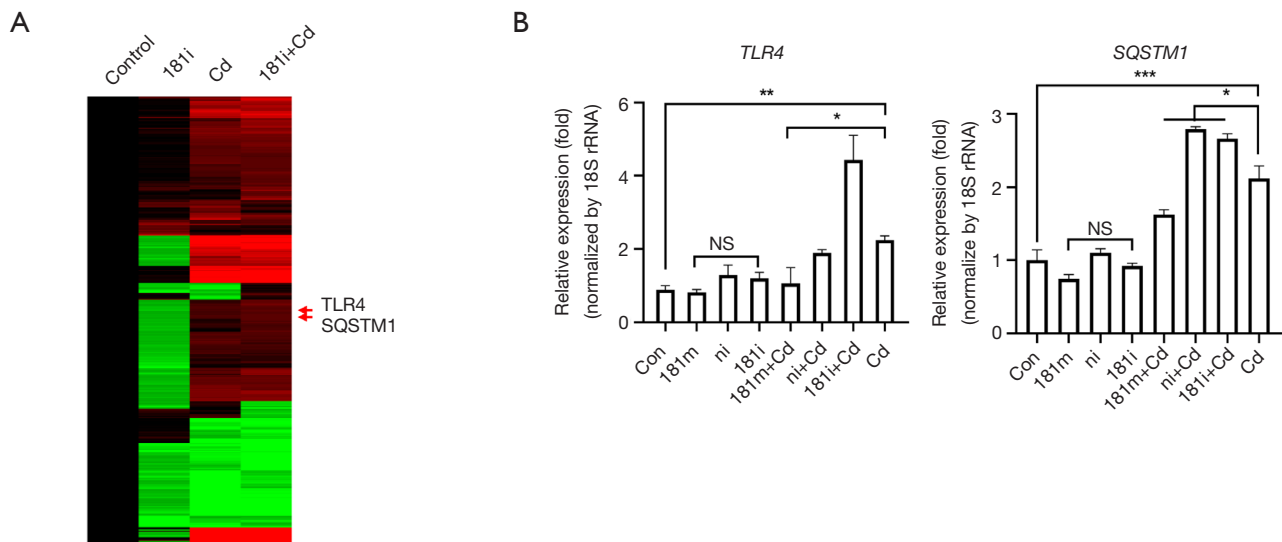 A
Control
181i
Cd
181i+Cd
TLR4
SQSTM1
B
TLR4
Relative expression (fold)
(normalized by 18S rRNA)
6
4
2
0
**
*
NS
Con
181m
ni
181i
181m+Cd
ni+Cd
181i+Cd
Cd
SQSTM1
Relative expression (fold)
(normalize by 18S rRNA)
3
2
1
0
***
*
NS
Con
181m
ni
181i
181m+Cd
ni+Cd
181i+Cd
Cd